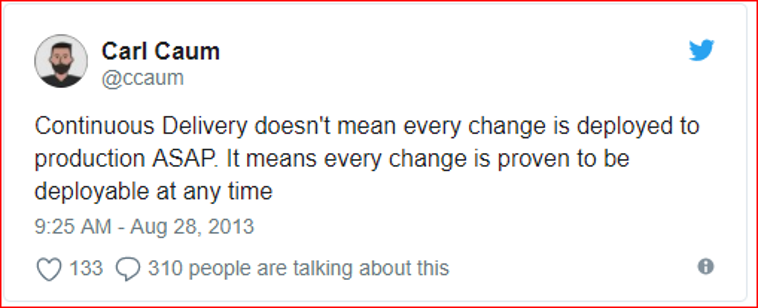 Carl Caum
@ccaum
Continuous Delivery doesn't mean every change is deployed to
production ASAP. It means every change is proven to be
deployable at any time
9:25 AM - Aug 28, 2013
133 310 people are talking about this